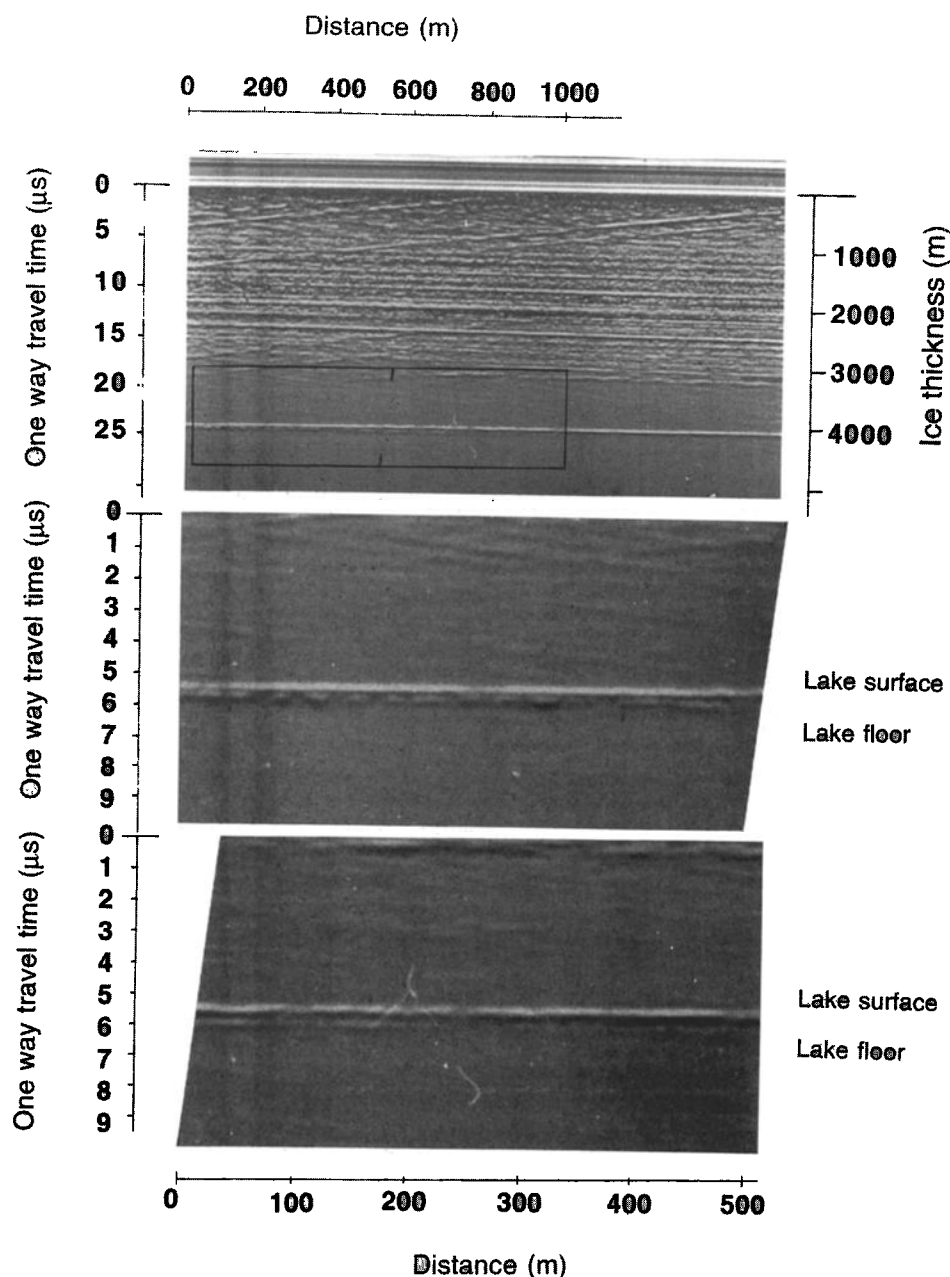 Distance (m)
0 200 400 600 800 1000
One way travel time (μs)
0
5
10
15
20
25
1000
2000
3000
4000
Ice thickness (m)
One way travel time (μs)
0
1
2
3
4
5
6
7
8
9
Lake surface
Lake floor
One way travel time (μs)
0
1
2
3
4
5
6
7
8
9
Lake surface
Lake floor
0 100 200 300 400 500
Distance (m)